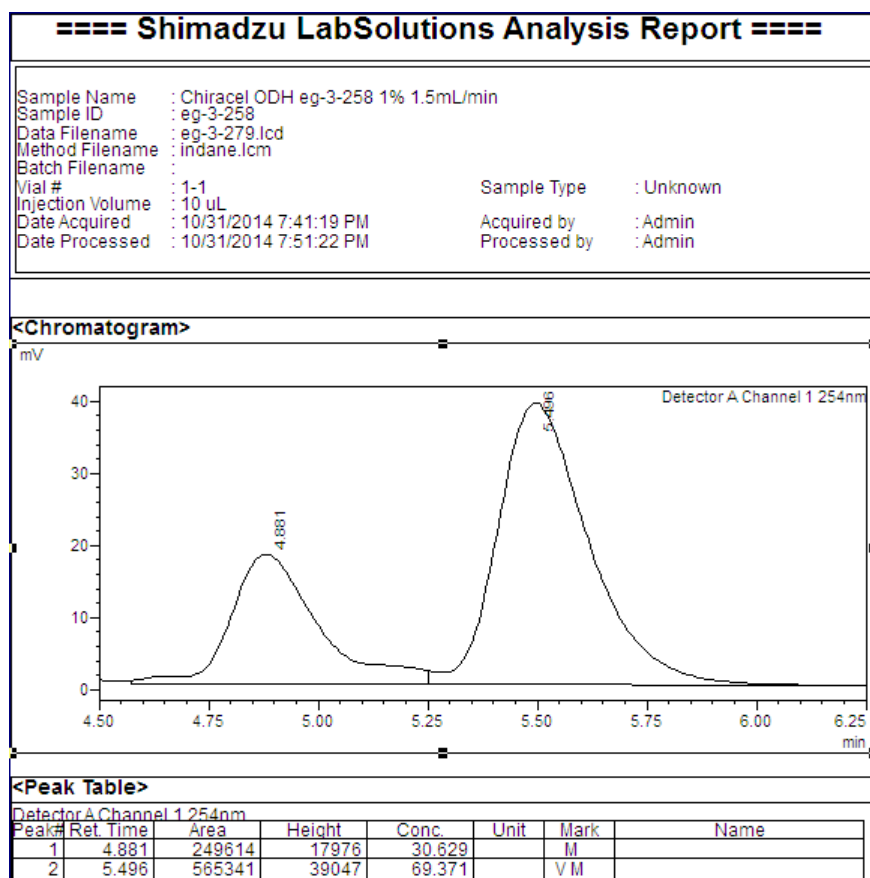 ==== Shimadzu LabSolutions Analysis Report ====
Sample Name : Chiracel ODH eg-3-258 1% 1.5mL/min
Sample ID : eg-3-258
Data Filename : eg-3-279.lcd
Method Filename : indane.lcm
Batch Filename :
Vial # : 1-1 Sample Type : Unknown
Injection Volume : 10 uL
Date Acquired : 10/31/2014 7:41:19 PM Acquired by : Admin
Date Processed : 10/31/2014 7:51:22 PM Processed by : Admin
<Chromatogram>
mV
Detector A Channel 1 254nm
40
30
20
10
0
4.881
5.496
4.50 4.75 5.00 5.25 5.50 5.75 6.00 6.25
min
<Peak Table>
Detector A Channel 1 254nm
Peak# Ret. Time Area Height Conc. Unit Mark Name
1 4.881 249614 17976 30.629 M
2 5.496 565341 39047 69.371 V M